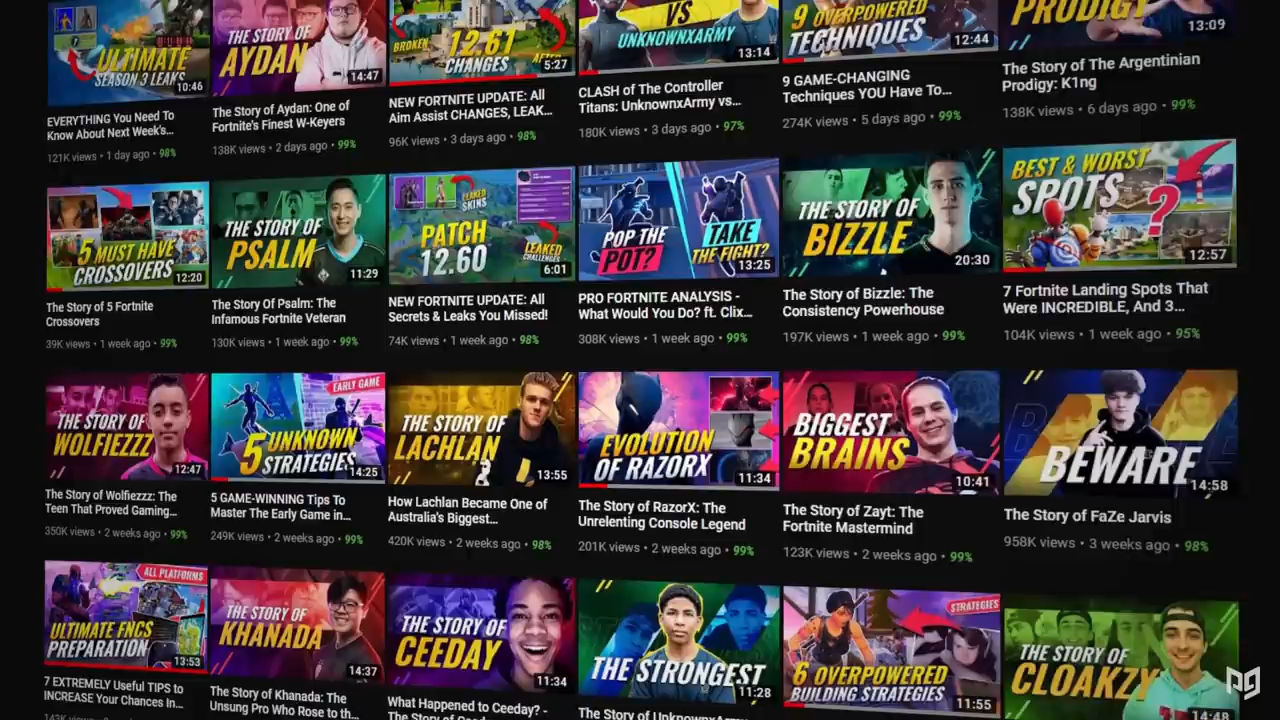 ULTIMATE
SEASON 3 LEAKS
10:46
EVERYTHING You Need To
Know About Next Week's...
121K views • 1 day ago • 98%
THE STORY OF
AYDAN
14:47
The Story of Aydan: One of
Fortnite's Finest W-Keyers
138K views • 2 days ago • 99%
BROKEN
12.61
CHANGES
AFTER
5:27
NEW FORTNITE UPDATE: All
Aim Assist CHANGES, LEAK...
96K views • 3 days ago • 98%
VS
UNKNOWNXARMY
13:14
CLASH of The Controller
Titans: UnknownxArmy vs...
180K views • 3 days ago • 97%
9 OVERPOWERED
TECHNIQUES
12:44
9 GAME-CHANGING
Techniques YOU Have To...
274K views • 5 days ago • 99%
PRODIGY
13:09
The Story of The Argentinian
Prodigy: K1ng
138K views • 6 days ago • 99%
5 MUST HAVE
CROSSOVERS
12:20
The Story of 5 Fortnite
Crossovers
39K views • 1 week ago • 99%
THE STORY OF
PSALM
11:29
The Story Of Psalm: The
Infamous Fortnite Veteran
130K views • 1 week ago • 99%
LEAKED
SKINS
PATCH
12.60
LEAKED
CHALLENGES
6:01
NEW FORTNITE UPDATE: All
Secrets & Leaks You Missed!
74K views • 1 week ago • 98%
POP THE
POT?
TAKE
THE FIGHT?
13:25
PRO FORTNITE ANALYSIS -
What Would You Do? ft. Clix...
308K views • 1 week ago • 99%
THE STORY OF
BIZZLE
20:30
The Story of Bizzle: The
Consistency Powerhouse
197K views • 1 week ago • 99%
BEST & WORST
SPOTS
?
12:57
7 Fortnite Landing Spots That
Were INCREDIBLE, And 3...
104K views • 1 week ago • 95%
THE STORY OF
WOLFIEZZZ
12:47
The Story of Wolfiezzz: The
Teen That Proved Gaming...
350K views • 2 weeks ago • 99%
EARLY GAME
5 UNKNOWN
STRATEGIES
14:25
5 GAME-WINNING Tips To
Master The Early Game in...
249K views • 2 weeks ago • 99%
THE STORY OF
LACHLAN
13:55
How Lachlan Became One of
Australia's Biggest...
420K views • 2 weeks ago • 98%
EVOLUTION
OF RAZORX
11:34
The Story of RazorX: The
Unrelenting Console Legend
201K views • 2 weeks ago • 99%
BIGGEST
BRAINS
10:41
The Story of Zayt: The
Fortnite Mastermind
123K views • 2 weeks ago • 99%
BEWARE
14:58
The Story of FaZe Jarvis
958K views • 3 weeks ago • 98%
ALL PLATFORMS
ULTIMATE FNCS
PREPARATION
13:53
7 EXTREMELY Useful TIPS to
INCREASE Your Chances In...
THE STORY OF
KHANADA
14:37
The Story of Khanada: The
Unsung Pro Who Rose to th...
THE STORY OF
CEEDAY
11:34
What Happened to Ceeday? -
THE STRONGEST
11:28
STRATEGIES
6 OVERPOWERED
BUILDING STRATEGIES
11:55
THE STORY OF
CLOAKZY
14:48